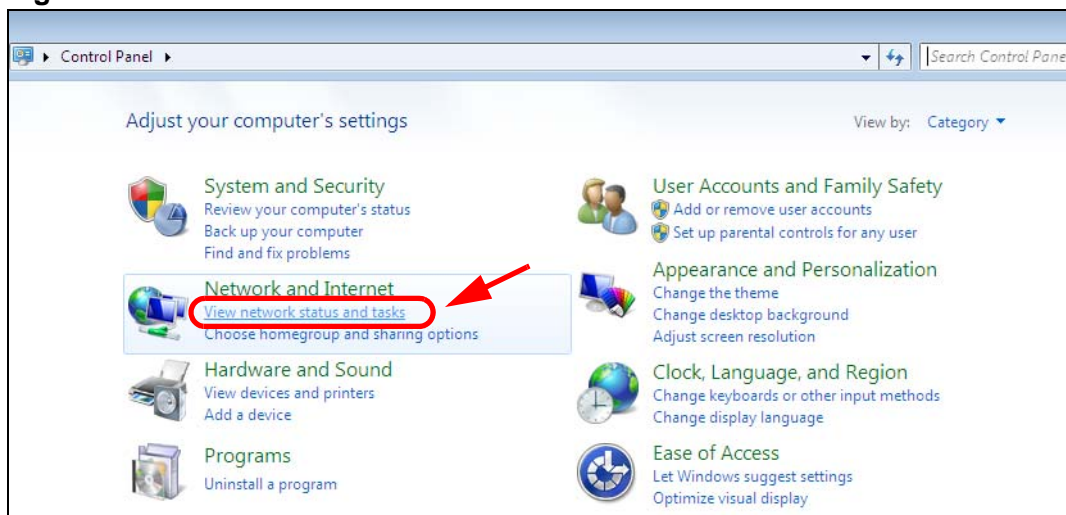 Control Panel
Search Control Pane
Adjust your computer's settings
View by: Category
System and Security
Review your computer's status
Back up your computer
Find and fix problems
Network and Internet
View network status and tasks
Choose homegroup and sharing options
Hardware and Sound
View devices and printers
Add a device
Programs
Uninstall a program
User Accounts and Family Safety
Add or remove user accounts
Set up parental controls for any user
Appearance and Personalization
Change the theme
Change desktop background
Adjust screen resolution
Clock, Language, and Region
Change keyboards or other input methods
Change display language
Ease of Access
Let Windows suggest settings
Optimize visual display